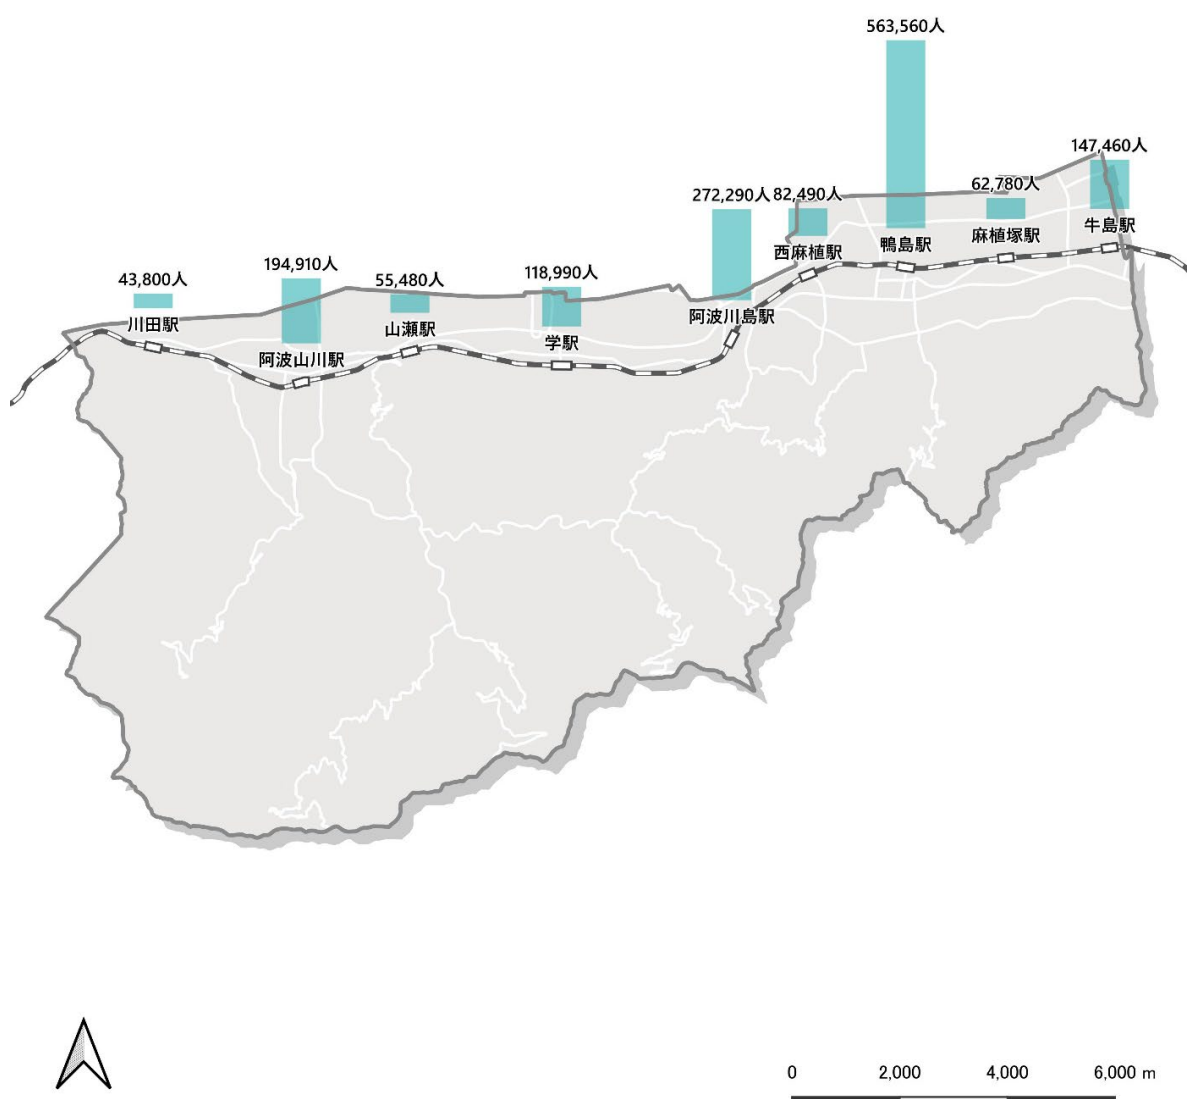 563,560人
147,460人
272,290人
82,490人
62,780人
牛島駅
麻植塚駅
鴨島駅
西麻植駅
194,910人
43,800人
55,480人
118,990人
阿波川島駅
川田駅
山瀬駅
学駅
阿波山川駅
0 2,000 4,000 6,000 m